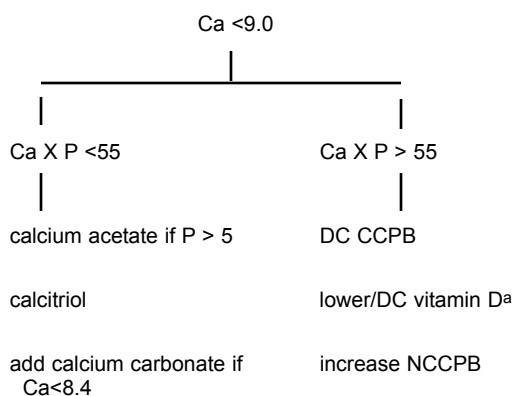 Ca <9.0
Ca X P <55
Ca X P > 55
calcium acetate if P > 5
DC CCPB
calcitriol
lower/DC vitamin Dᵃ
add calcium carbonate if
increase NCCPB
Ca<8.4